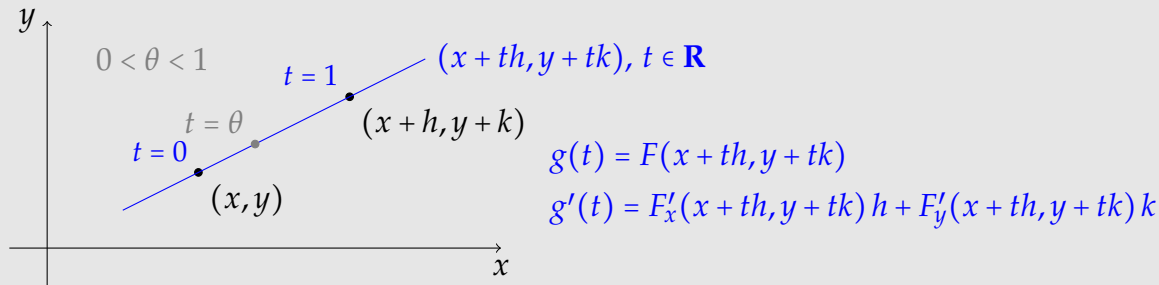 y
0 < θ < 1
(x + th, y + tk), t ∈ R
t = 1
t = θ
(x + h, y + k)
t = 0
g(t) = F(x + th, y + tk)
(x, y)
g′(t) = F′x(x + th, y + tk) h + F′y(x + th, y + tk) k
x